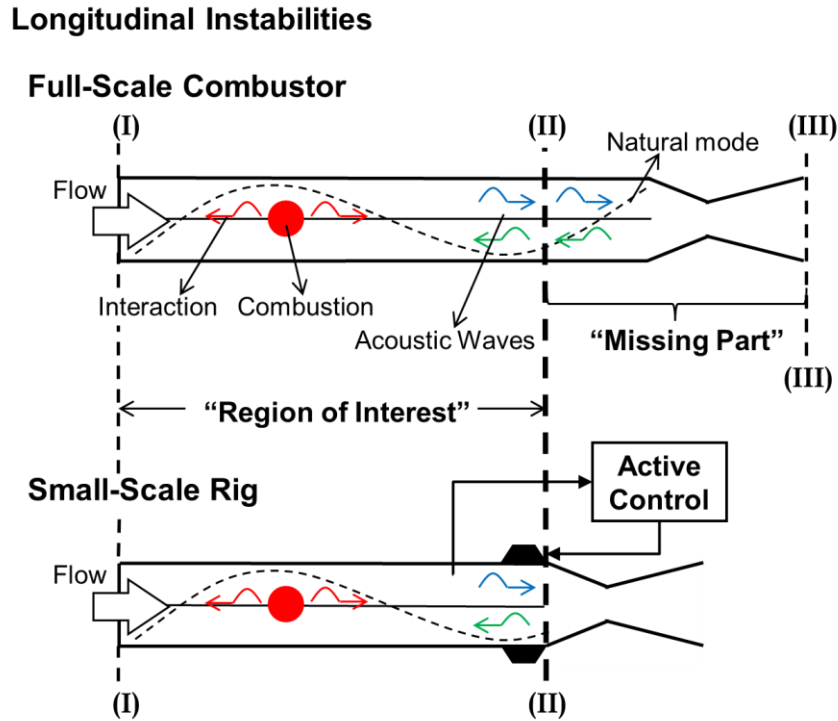 Longitudinal Instabilities
Full-Scale Combustor
(I)
(II)
(III)
Natural mode
Flow
Interaction
Combustion
Acoustic Waves
“Missing Part”
(III)
“Region of Interest”
Active
Control
Small-Scale Rig
Flow
(I)
(II)